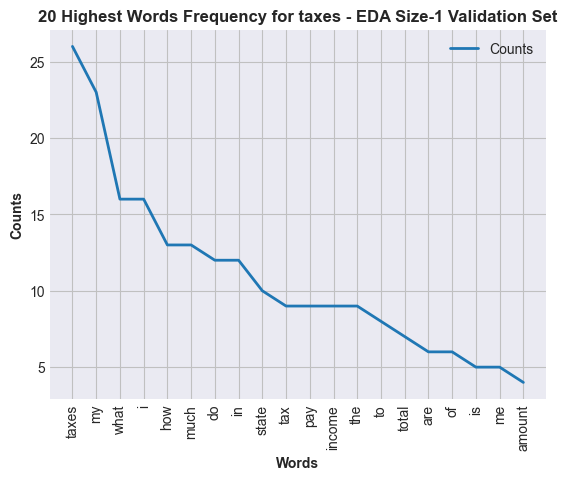 20 Highest Words Frequency for taxes - EDA Size-1 Validation Set
Counts
25
20
15
10
5
Counts
taxes
my
what
i
how
much
do
in
state
tax
pay
income
the
to
total
are
of
is
me
amount
Words